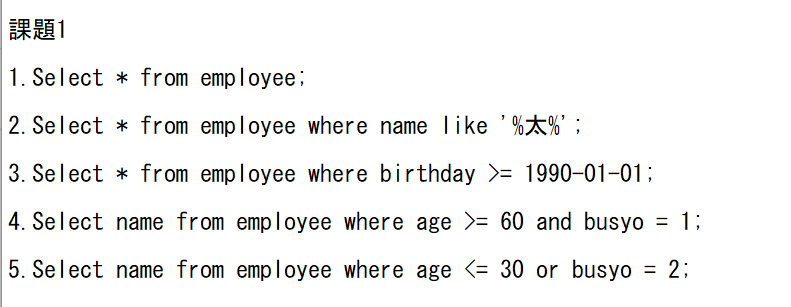 課題1
1.Select * from employee;
2.Select * from employee where name like '%太%';
3.Select * from employee where birthday >= 1990-01-01;
4.Select name from employee where age >= 60 and busyo = 1;
5.Select name from employee where age <= 30 or busyo = 2;